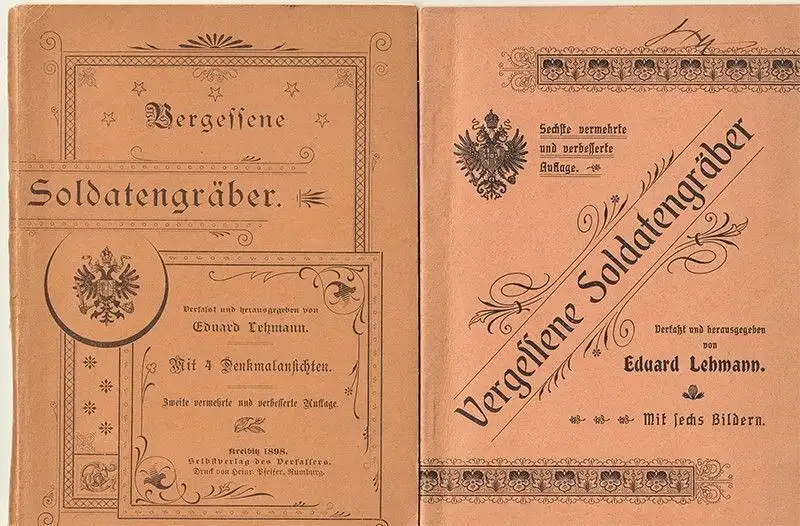 Vergessene
Soldatengräber.
Verfasst und herausgegeben von
Eduard Lehmann.
Mit 4 Denkmalansichten.
Zweite vermehrte und verbesserte Auflage.
Kreibitz 1898.
Selbstverlag des Verfassers.
Druck von Heinr. Pfeifer, Rumburg.
Sechste vermehrte
und verbesserte
Auflage.
Vergessene Soldatengräber
Verfaßt und herausgegeben
von
Eduard Lehmann.
Mit sechs Bildern.